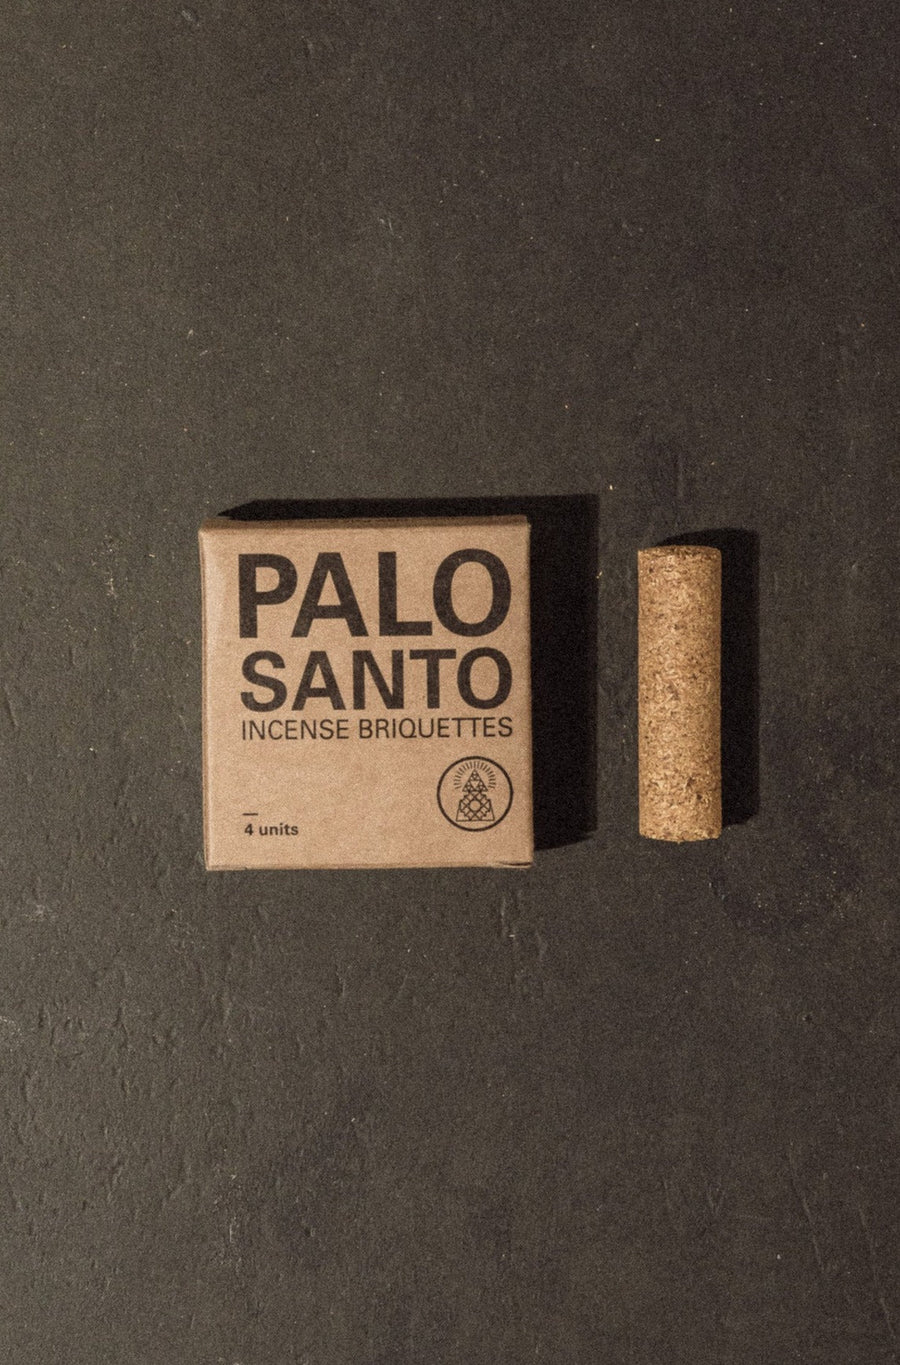 PALO
SANTO
INCENSE BRIQUETTES
4 units